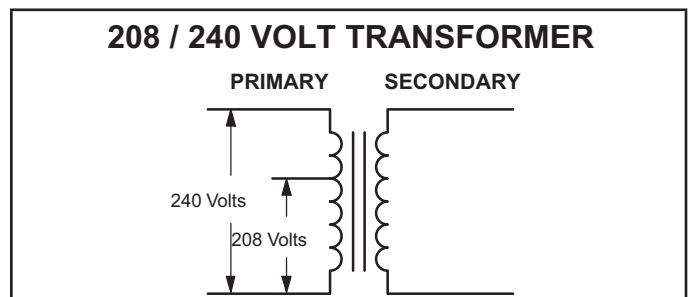 208 / 240 VOLT TRANSFORMER
PRIMARY SECONDARY
240 Volts
208 Volts